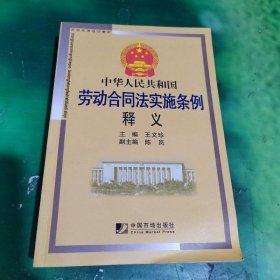 中华人民共和国
劳动合同法实施条例
释 义
主 编 王文珍
副主编 陈 岚
中国市场出版社
China Market Press